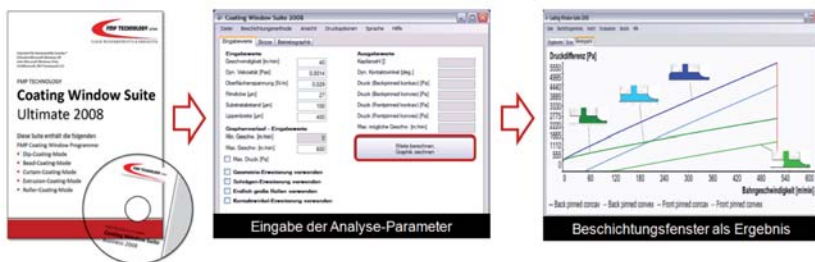 FMP TECHNOLOGY
FMP TECHNOLOGY
Coating Window Suite
Ultimate 2008
Diese Suite enthält die folgenden
FMP Coating Window Programme:
• Dip-Coating-Mode
• Bead-Coating-Mode
• Curtain-Coating-Mode
• Extrusion-Coating-Mode
• Roller-Coating-Mode
FMP TECHNOLOGY
Coating Window Suite
Ultimate 2008
Coating Window Suite 2008
Datei Beschichtungsmethode Ansicht Druckoptionen Sprache Hilfe
Eingabewerte Skizze Betriebsgraphik
Eingabewerte
Geschwindigkeit [m/min] 40
Dyn. Viskosität [Pas] 0.0014
Oberflächenspannung [N/m]
Filmdicke [µm] 27
Substratabstand [µm] 100
Lippenbreite [µm] 400
Graphenverlauf - Eingabewerte
Min. Geschw. [m/min] 0
Max. Geschw. [m/min] 600
Max. Druck [Pa]
Geometrie-Erweiterung verwenden
Schrägen-Erweiterung verwenden
Endlich große Rollen verwenden
Kontaktwinkel-Erweiterung verwenden
Ausgabewerte
Kapillarzahl []
Dyn. Kontaktwinkel [deg.]
Druck (Backpinned konkav) [Pa]
Druck (Backpinned konvex) [Pa]
Druck (Frontpinned konkav) [Pa]
Druck (Frontpinned konvex) [Pa]
Max. mögliche Geschw. [m/min]
Werte berechnen,
Graphik zeichnen
Eingabe der Analyse-Parameter
Druckdifferenz [Pa]
5550
4995
4440
3885
3330
2775
2220
1665
1110
555
0
0 60 120 180 240 300 360 420 480 540 600
Bahngeschwindigkeit [m/min]
– Back pinned concav – Back pinned convex – Front pinned concav – Front pinned convex
Beschichtungsfenster als Ergebnis